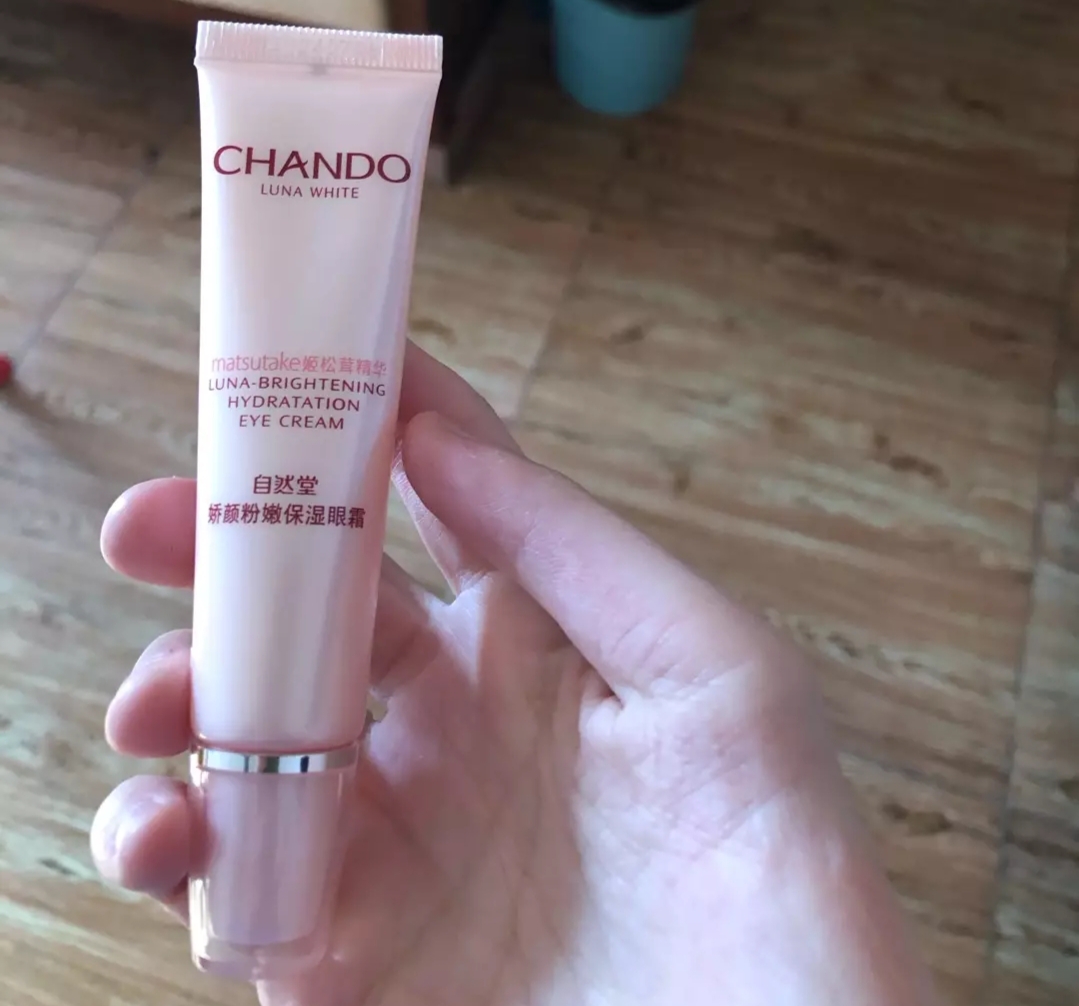 CHANDO
LUNA WHITE
matsutake姬松茸精华
LUNA-BRIGHTENING
HYDRATATION
EYE CREAM
自然堂
娇颜粉嫩保湿眼霜